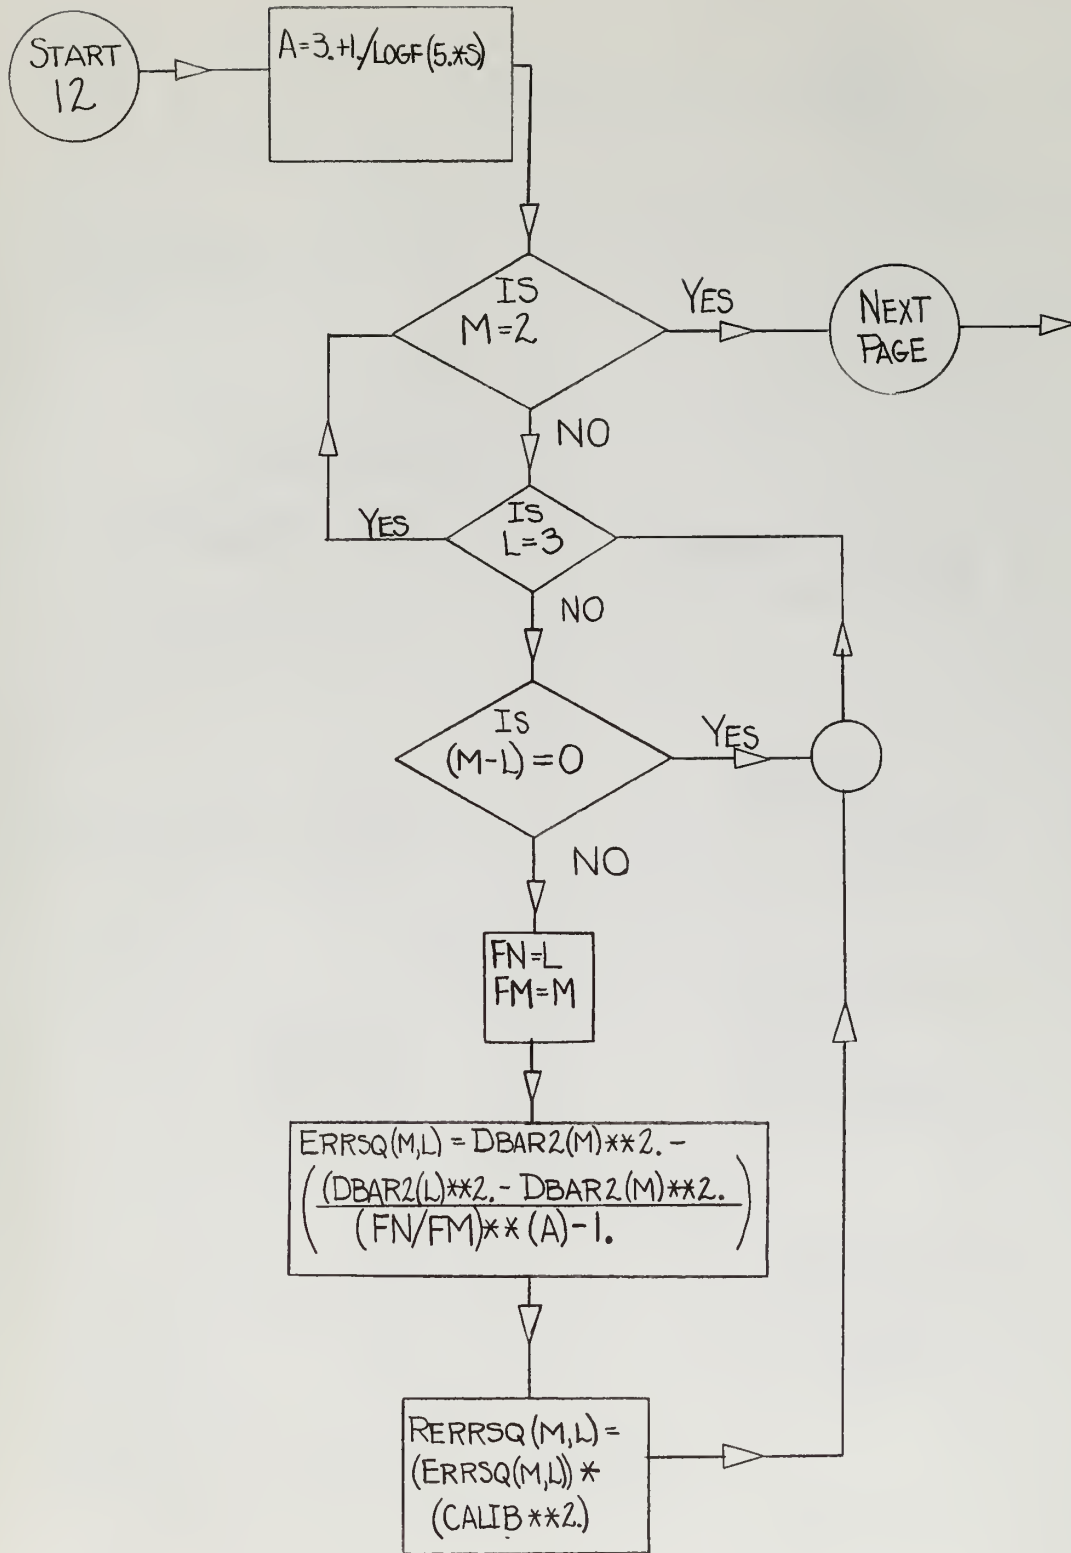 START
12
A=3.+1./LOGF(5.*S)
IS
M=2
YES
NEXT
PAGE
NO
IS
L=3
YES
NO
IS
(M-L)=0
YES
NO
FN=L
FM=M
ERRSQ(M,L)=DBAR2(M)**2.-
((DBAR2(L)**2.-DBAR2(M)**2.
(FN/FM)**(A)-1.)
RERRSQ(M,L)=
(ERRSQ(M,L))*
(CALIB**2.)